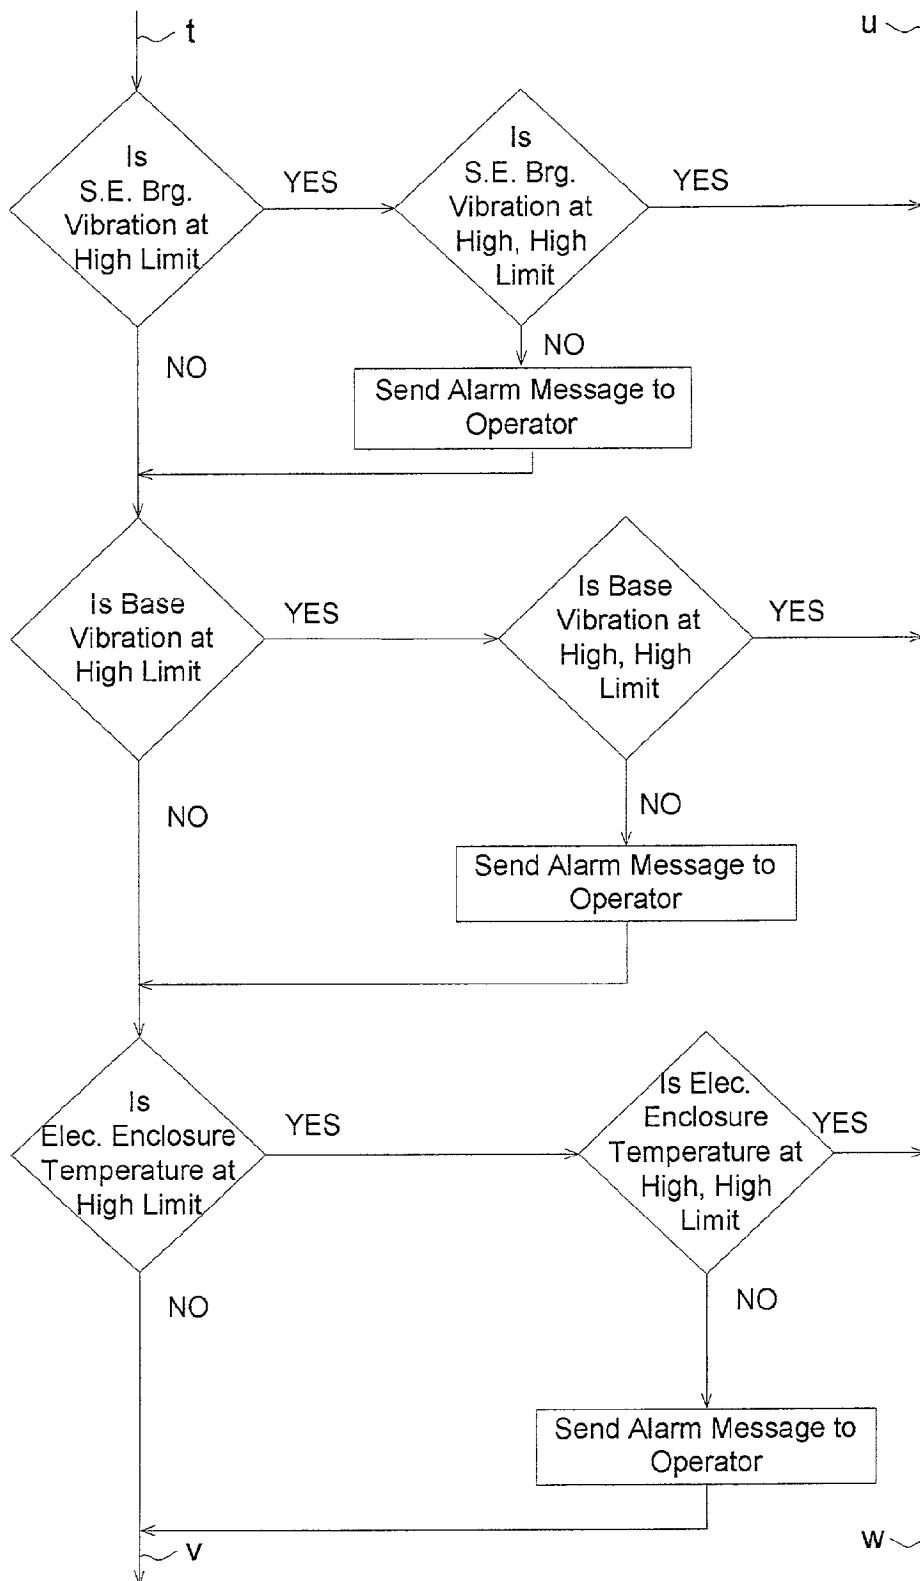 t
u
Is
S.E. Brg.
Vibration at
High Limit
YES
Is
S.E. Brg.
Vibration at
High, High
Limit
YES
NO
NO
Send Alarm Message to
Operator
Is Base
Vibration at
High Limit
YES
Is Base
Vibration at
High, High
Limit
YES
NO
NO
Send Alarm Message to
Operator
Is
Elec. Enclosure
Temperature at
High Limit
YES
Is Elec.
Enclosure
Temperature at
High, High
Limit
YES
NO
NO
Send Alarm Message to
Operator
v
w